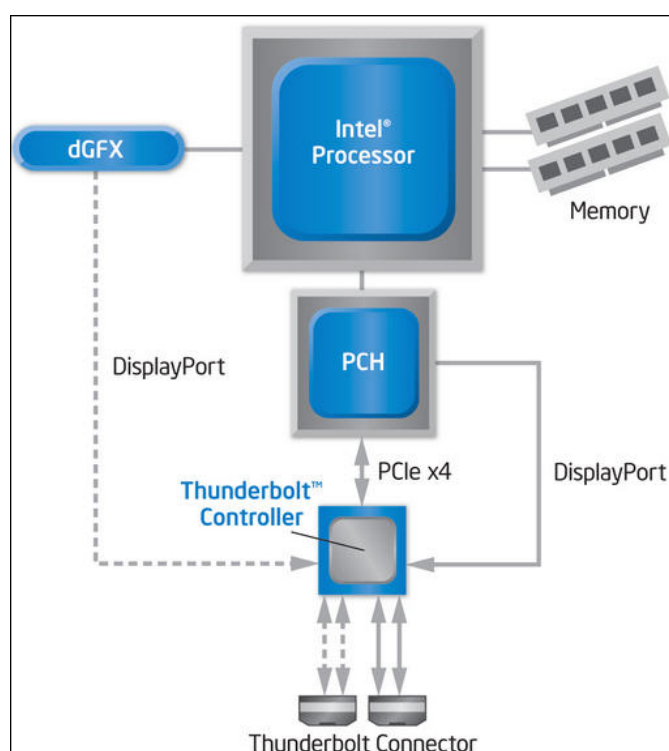 Intel®
Processor
dGFX
Memory
DisplayPort
PCH
PCIe x4
DisplayPort
Thunderbolt™
Controller
Thunderbolt Connector